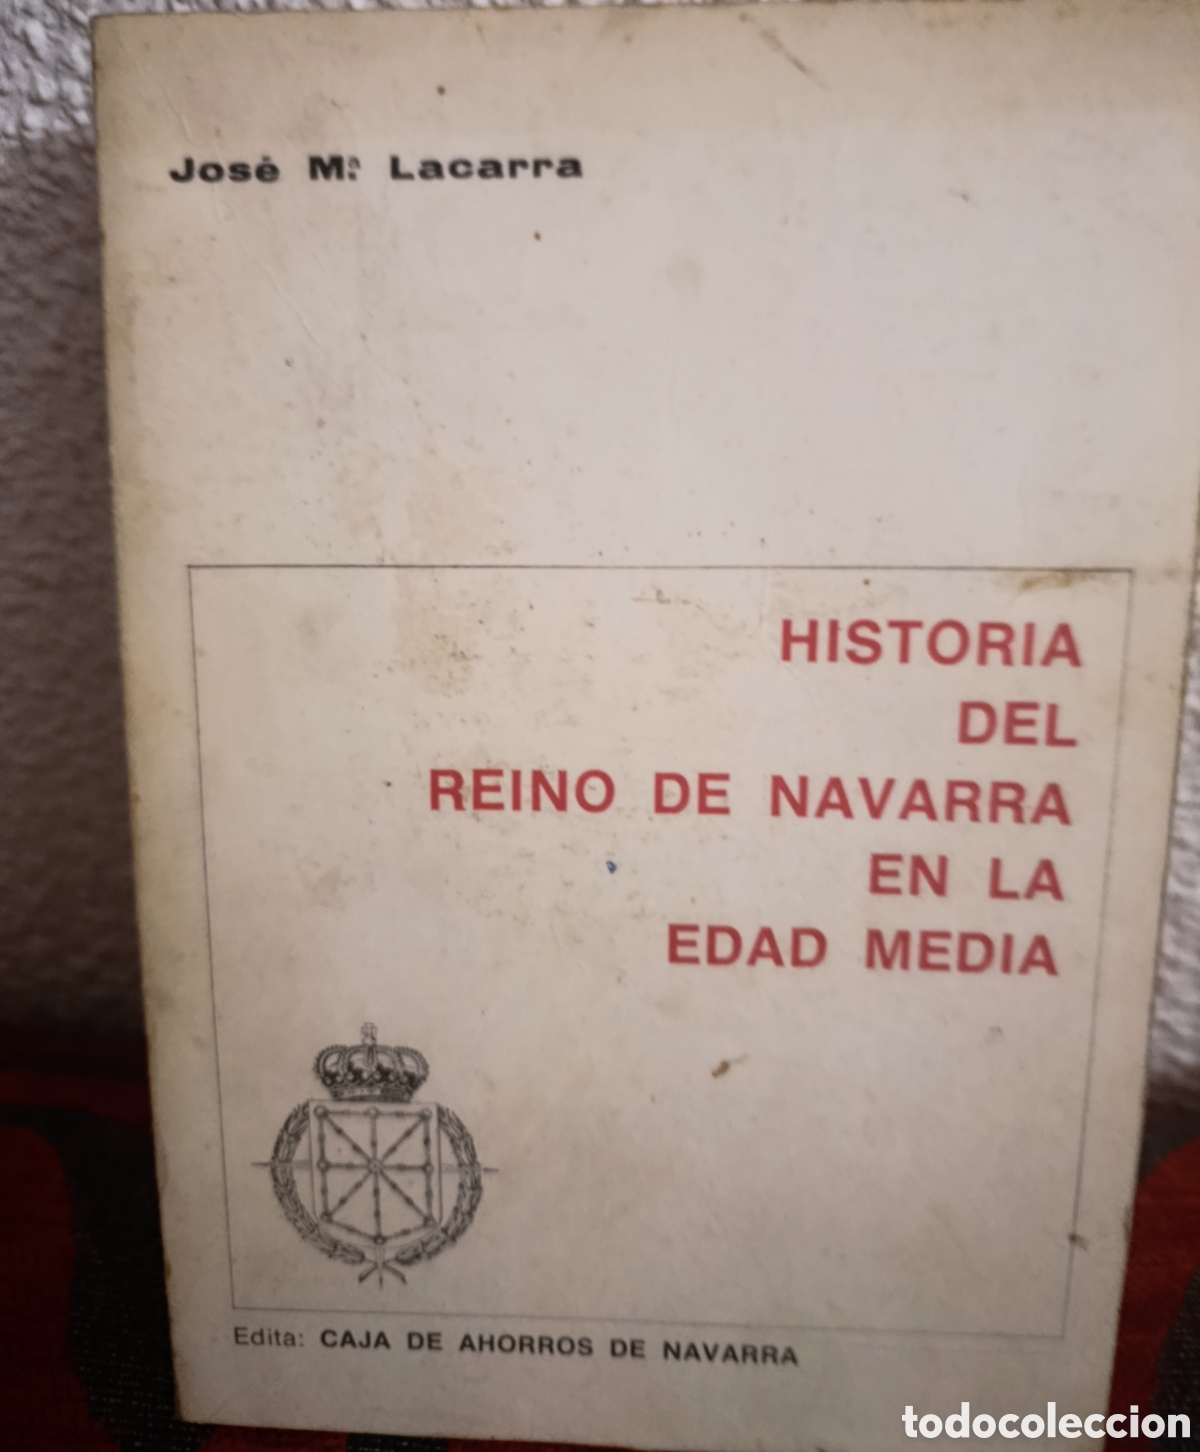 José Mª. Lacarra
HISTORIA
DEL
REINO DE NAVARRA
EN LA
EDAD MEDIA
Edita: CAJA DE AHORROS DE NAVARRA
todocoleccion